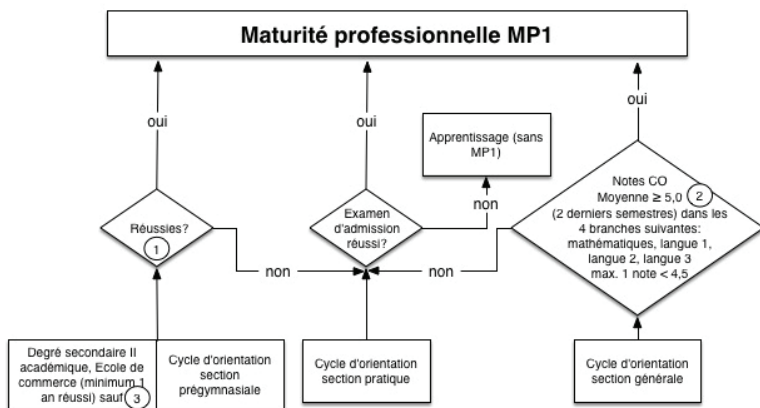 Maturité professionnelle MP1
oui
oui
oui
Apprentissage (sans
MP1)
non
Réussies?
1
Examen
d'admission
réussi?
Notes CO
Moyenne ≥ 5,0
2
(2 derniers semestres) dans les
4 branches suivantes:
mathématiques, langue 1,
langue 2, langue 3
max. 1 note < 4,5
non
non
Degré secondaire II
académique, Ecole de
commerce (minimum 1
an réussi) sauf
3
Cycle d'orientation
section
prégymnasiale
Cycle d'orientation
section pratique
Cycle d'orientation
section générale